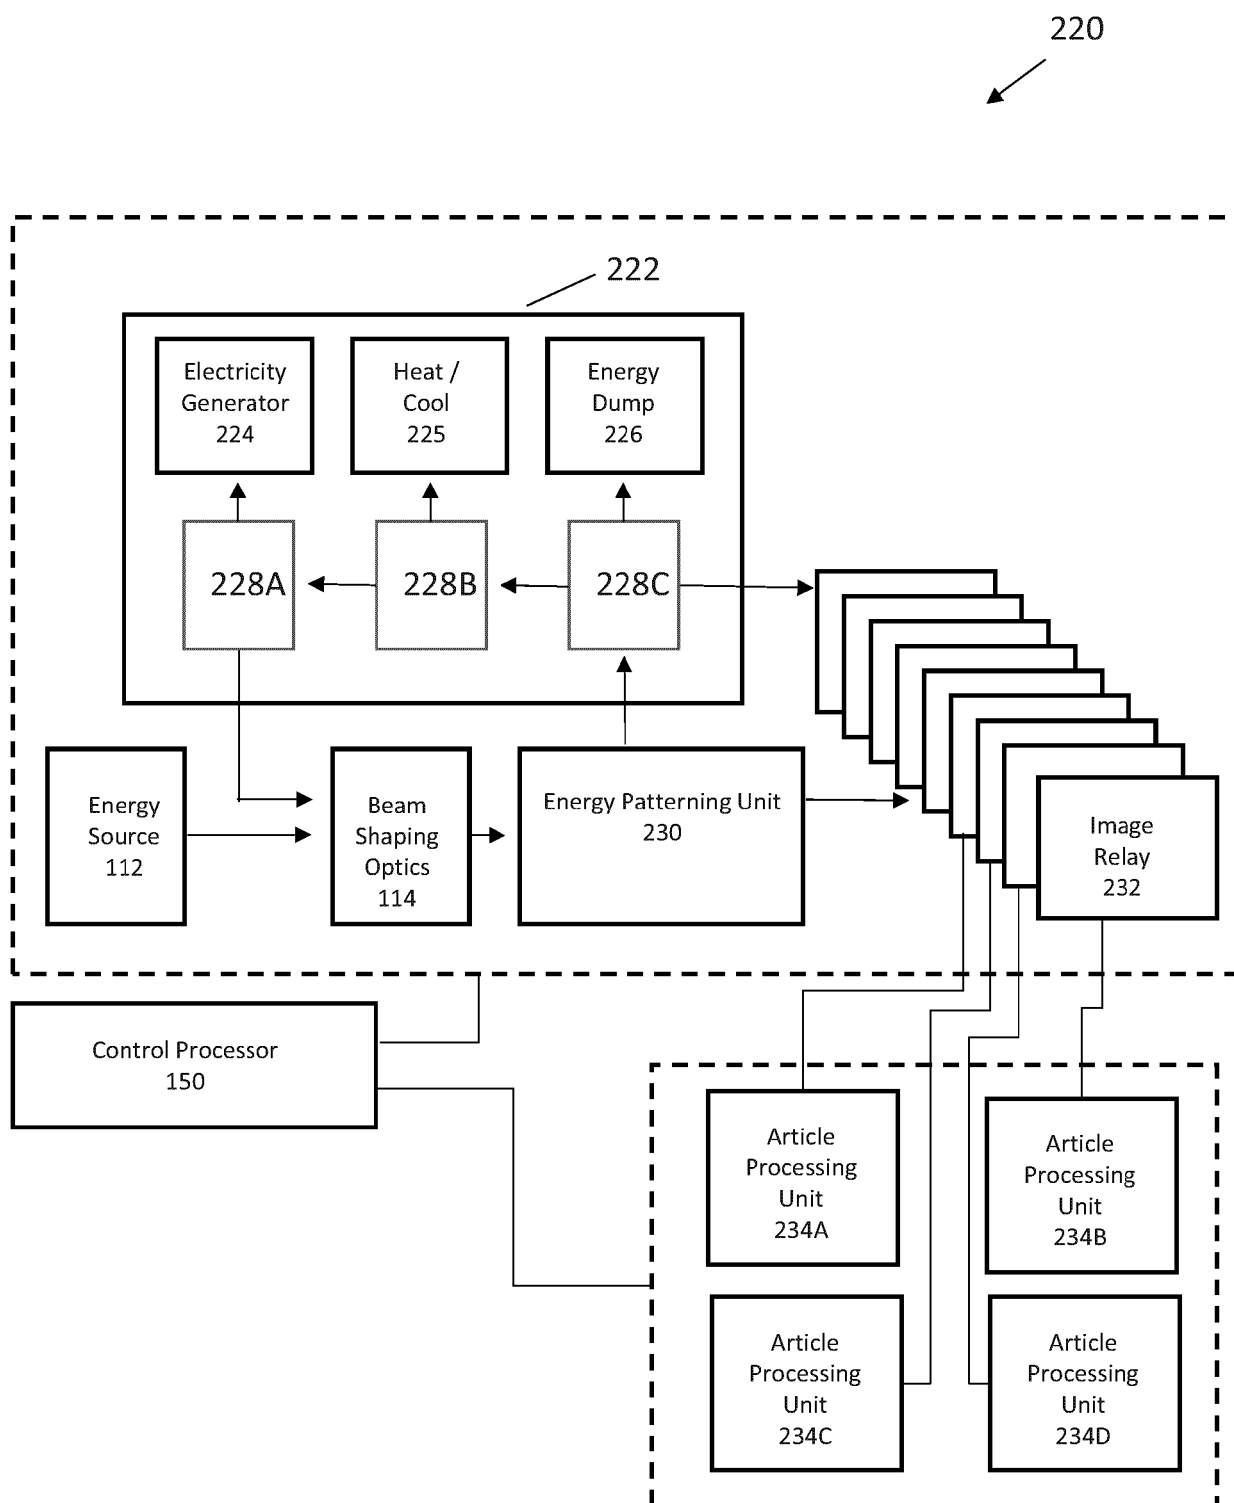 220
222
Electricity
Generator
224
Heat /
Cool
225
Energy
Dump
226
228A
228B
228C
Energy
Source
112
Beam
Shaping
Optics
114
Energy Patterning Unit
230
Image
Relay
232
Control Processor
150
Article
Processing
Unit
234A
Article
Processing
Unit
234B
Article
Processing
Unit
234C
Article
Processing
Unit
234D